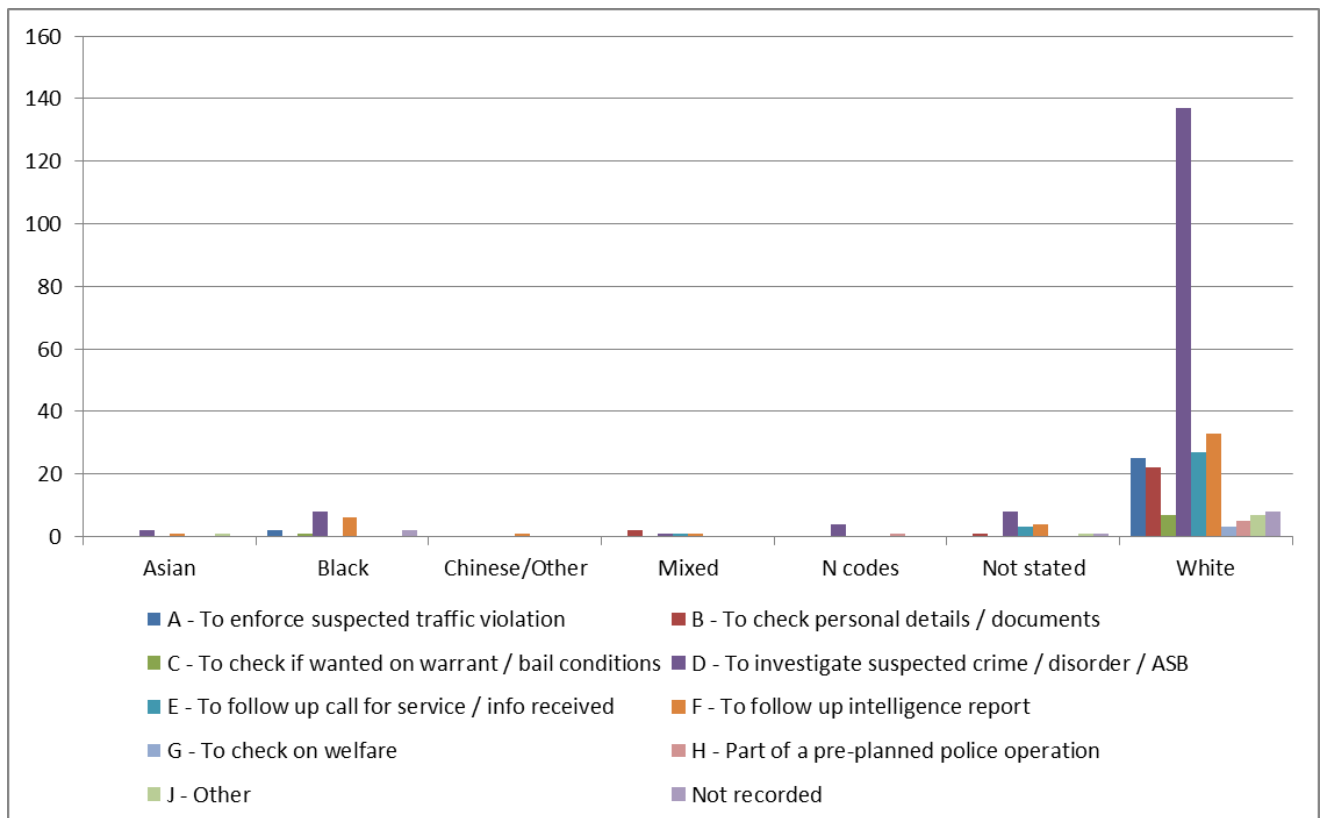 160
140
120
100
80
60
40
20
0
Asian Black Chinese/Other Mixed N codes Not stated White
A - To enforce suspected traffic violation B - To check personal details / documents
C - To check if wanted on warrant / bail conditions D - To investigate suspected crime / disorder / ASB
E - To follow up call for service / info received F - To follow up intelligence report
G - To check on welfare H - Part of a pre-planned police operation
J - Other Not recorded